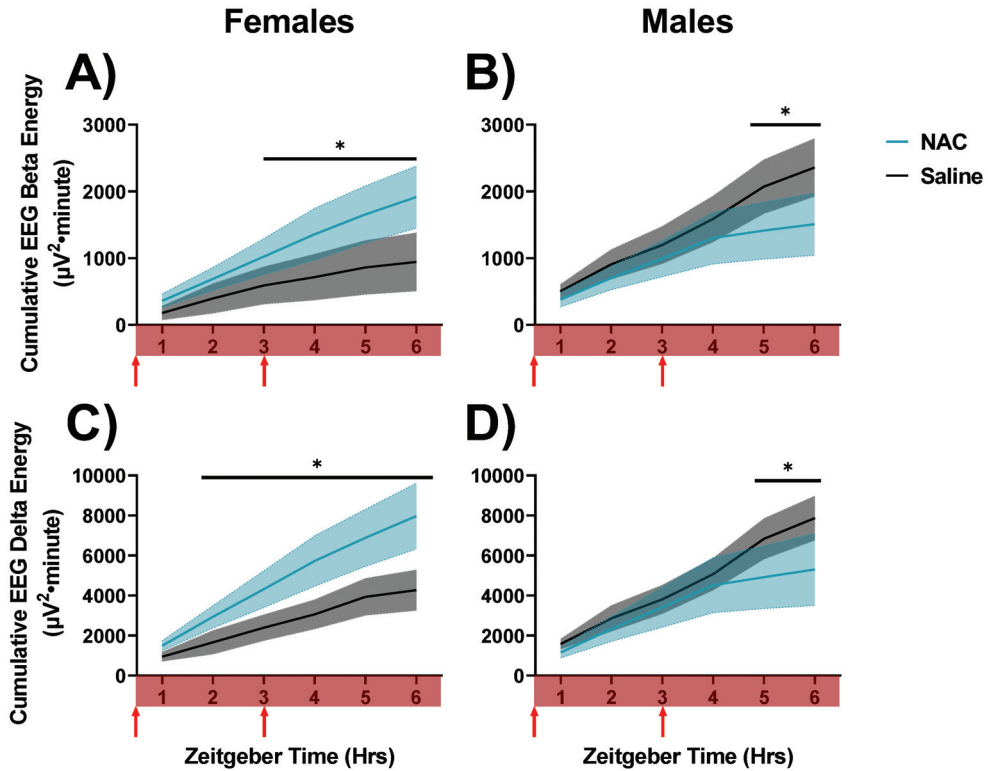 Females
Males
A)
B)
Cumulative EEG Beta Energy
(µV²•minute)
3000
2000
1000
0
*
1 2 3 4 5 6
3000
2000
1000
0
*
1 2 3 4 5 6
NAC
Saline
C)
D)
Cumulative EEG Delta Energy
(µV²•minute)
10000
8000
6000
4000
2000
0
*
1 2 3 4 5 6
Zeitgeber Time (Hrs)
10000
8000
6000
4000
2000
0
*
1 2 3 4 5 6
Zeitgeber Time (Hrs)